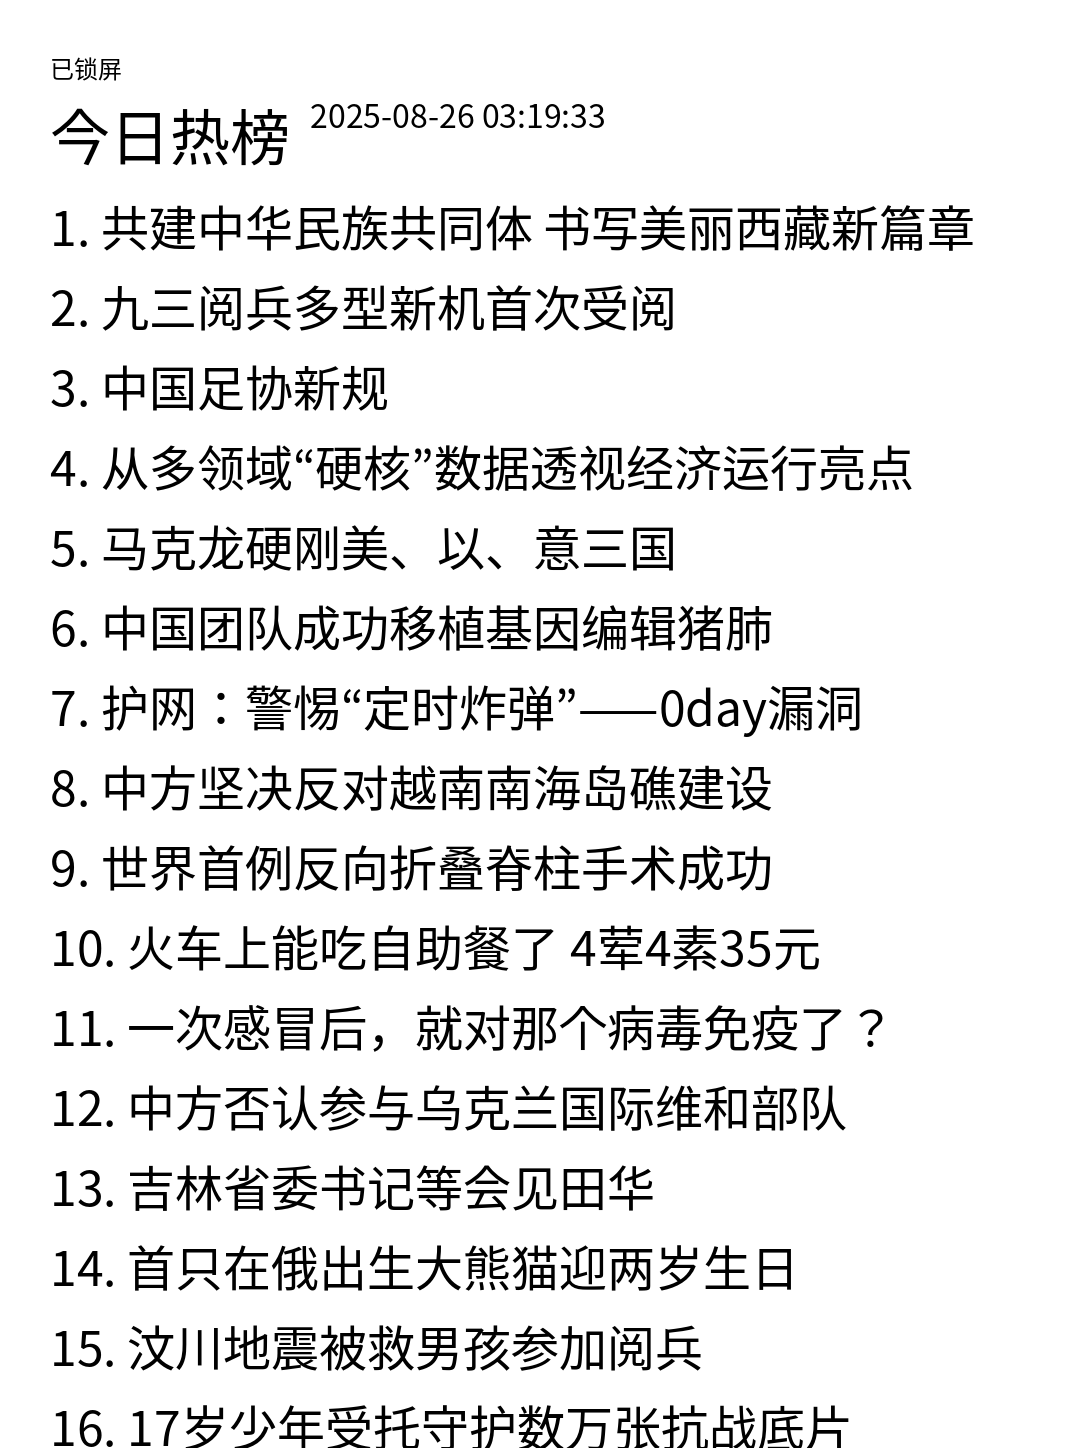 已锁屏
今日热榜 2025-08-26 03:19:33
1. 共建中华民族共同体 书写美丽西藏新篇章
2. 九三阅兵多型新机首次受阅
3. 中国足协新规
4. 从多领域“硬核”数据透视经济运行亮点
5. 马克龙硬刚美、以、意三国
6. 中国团队成功移植基因编辑猪肺
7. 护网：警惕“定时炸弹”——0day漏洞
8. 中方坚决反对越南南海岛礁建设
9. 世界首例反向折叠脊柱手术成功
10. 火车上能吃自助餐了 4荤4素35元
11. 一次感冒后，就对那个病毒免疫了？
12. 中方否认参与乌克兰国际维和部队
13. 吉林省委书记等会见田华
14. 首只在俄出生大熊猫迎两岁生日
15. 汶川地震被救男孩参加阅兵
16. 17岁少年受托守护数万张抗战底片